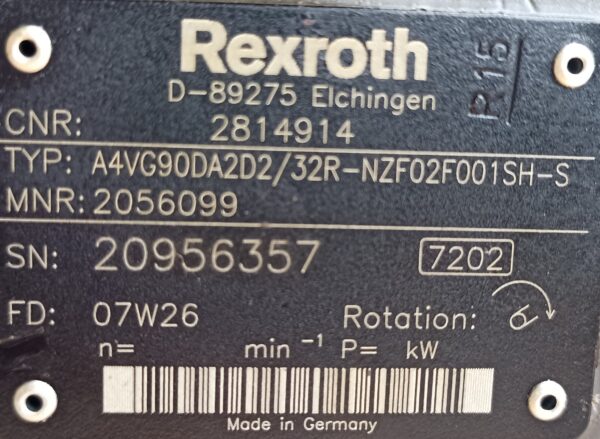 Rexroth
D-89275 Elchingen
R15
CNR: 2814914
TYP: A4VG90DA2D2/32R-NZF02F001SH-S
MNR: 2056099
SN: 20956357 7202
FD: 07W26 Rotation:
n= min -1 P= kW
Made in Germany